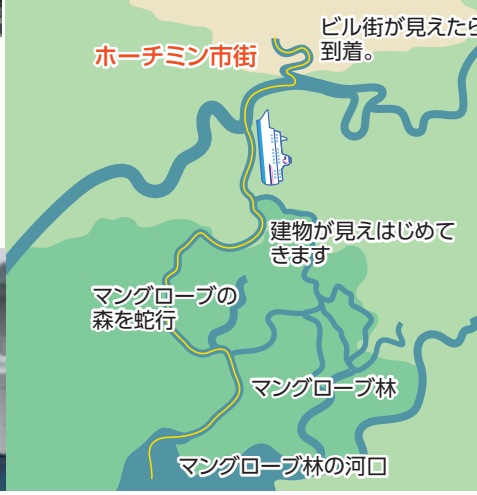 ビル街が見えたら
到着。
ホーチミン市街
建物が見えはじめて
きます
マングローブの
森を蛇行
マングローブ林
マングローブ林の河口